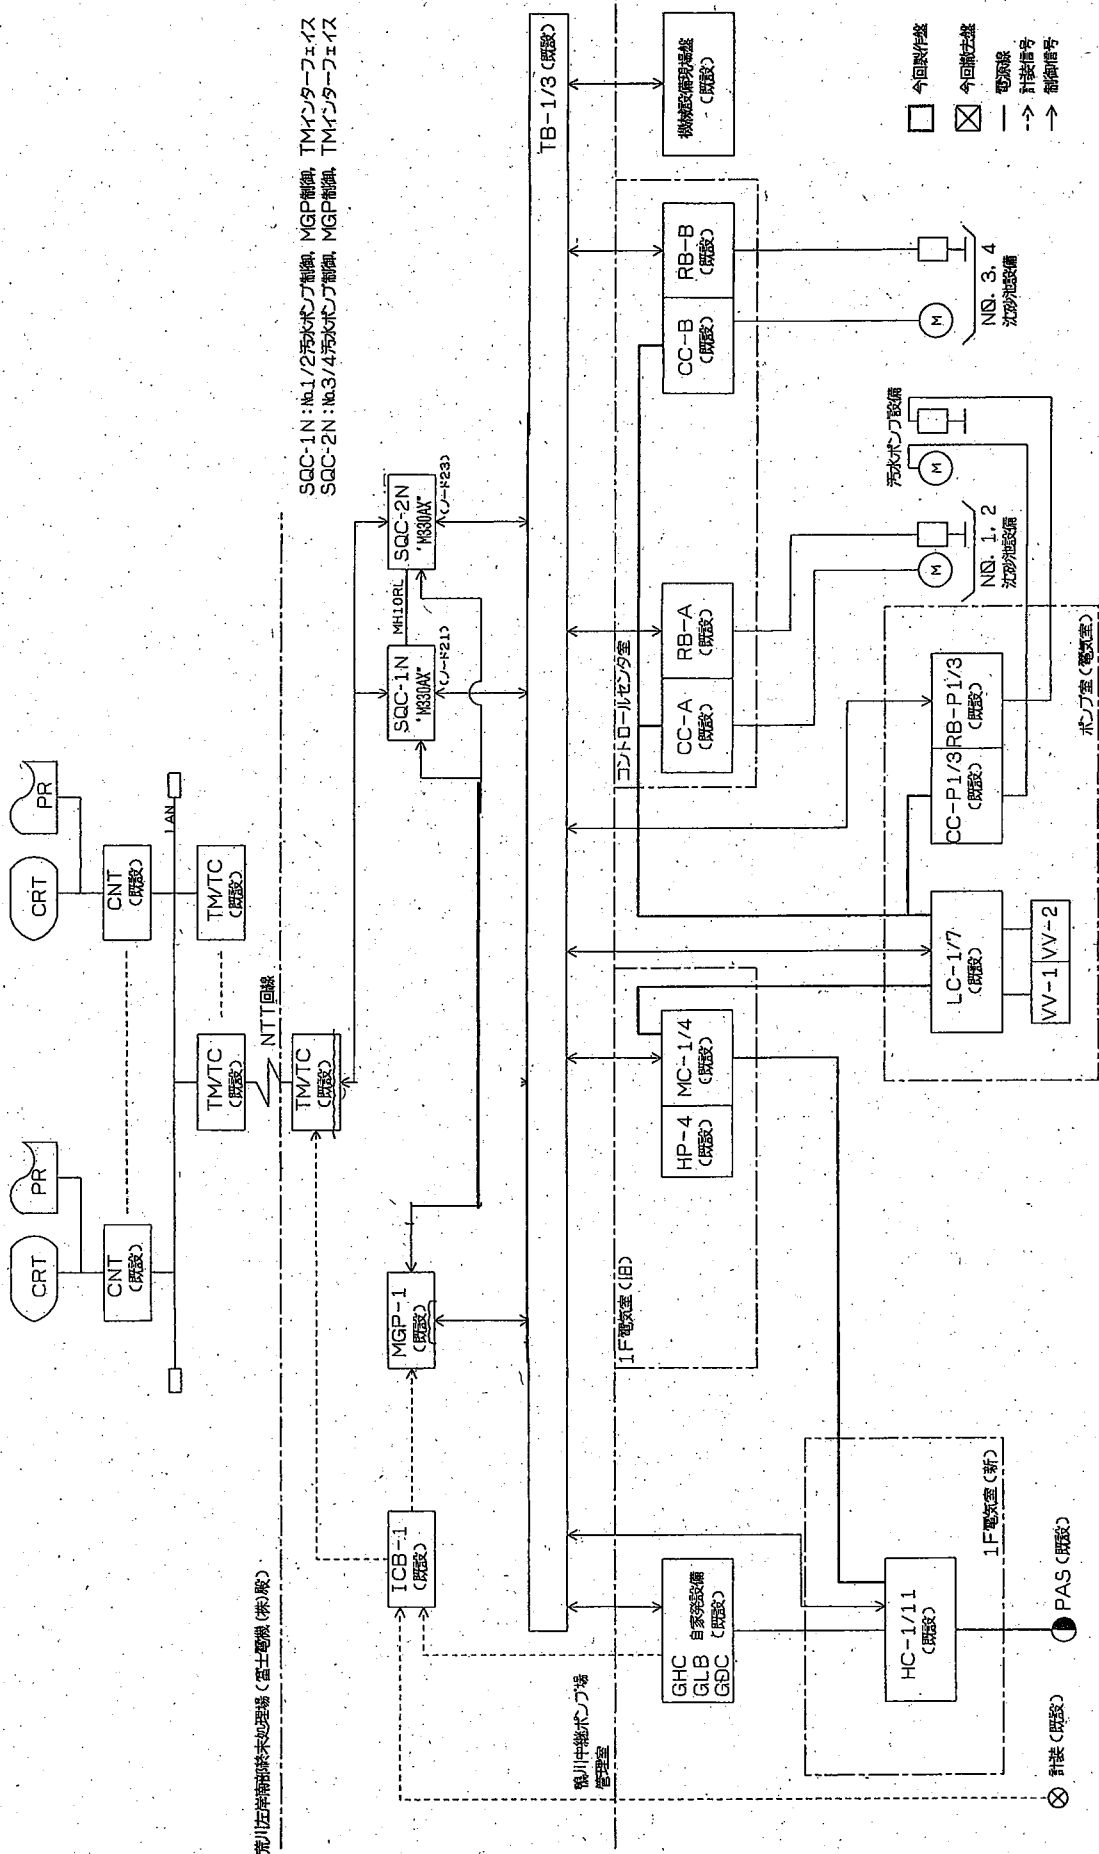 荒川左岸南部終末処理場(富士電機(株)殿)
CRT
PR
CRT
PR
CNT
(既設)
CNT
(既設)
LAN
TM/TC
(既設)
TM/TC
(既設)
NTT回線
TM/TC
(既設)
SQC-1N:No.1/2汚水ポンプ制御, MGP制御, TMインターフェイス
SQC-2N:No.3/4汚水ポンプ制御, MGP制御, TMインターフェイス
ICB-1
(既設)
MGP-1
(既設)
SQC-1N
"M330AX"
(ノード21)
MH10RL
SQC-2N
"M330AX"
(ノード23)
TB-1/3(既設)
鴨川中継ポンプ場
管理室
1F電気室(旧)
コントロールセンタ室
GHC
GLB
GDC
自家発設備
(既設)
HP-4
(既設)
MC-1/4
(既設)
CC-A
(既設)
RB-A
(既設)
CC-B
(既設)
RB-B
(既設)
機械設備現場盤
(既設)
HC-1/11
(既設)
1F電気室(新)
LC-1/7
(既設)
VV-1
VV-2
CC-P1/3
(既設)
RB-P1/3
(既設)
ポンプ室(電気室)
M
NO. 1, 2
沈砂池設備
汚水ポンプ設備
M
M
NO. 3, 4
沈砂池設備
計装(既設)
PAS(既設)
今回製作盤
今回撤去盤
電源線
計装信号
制御信号